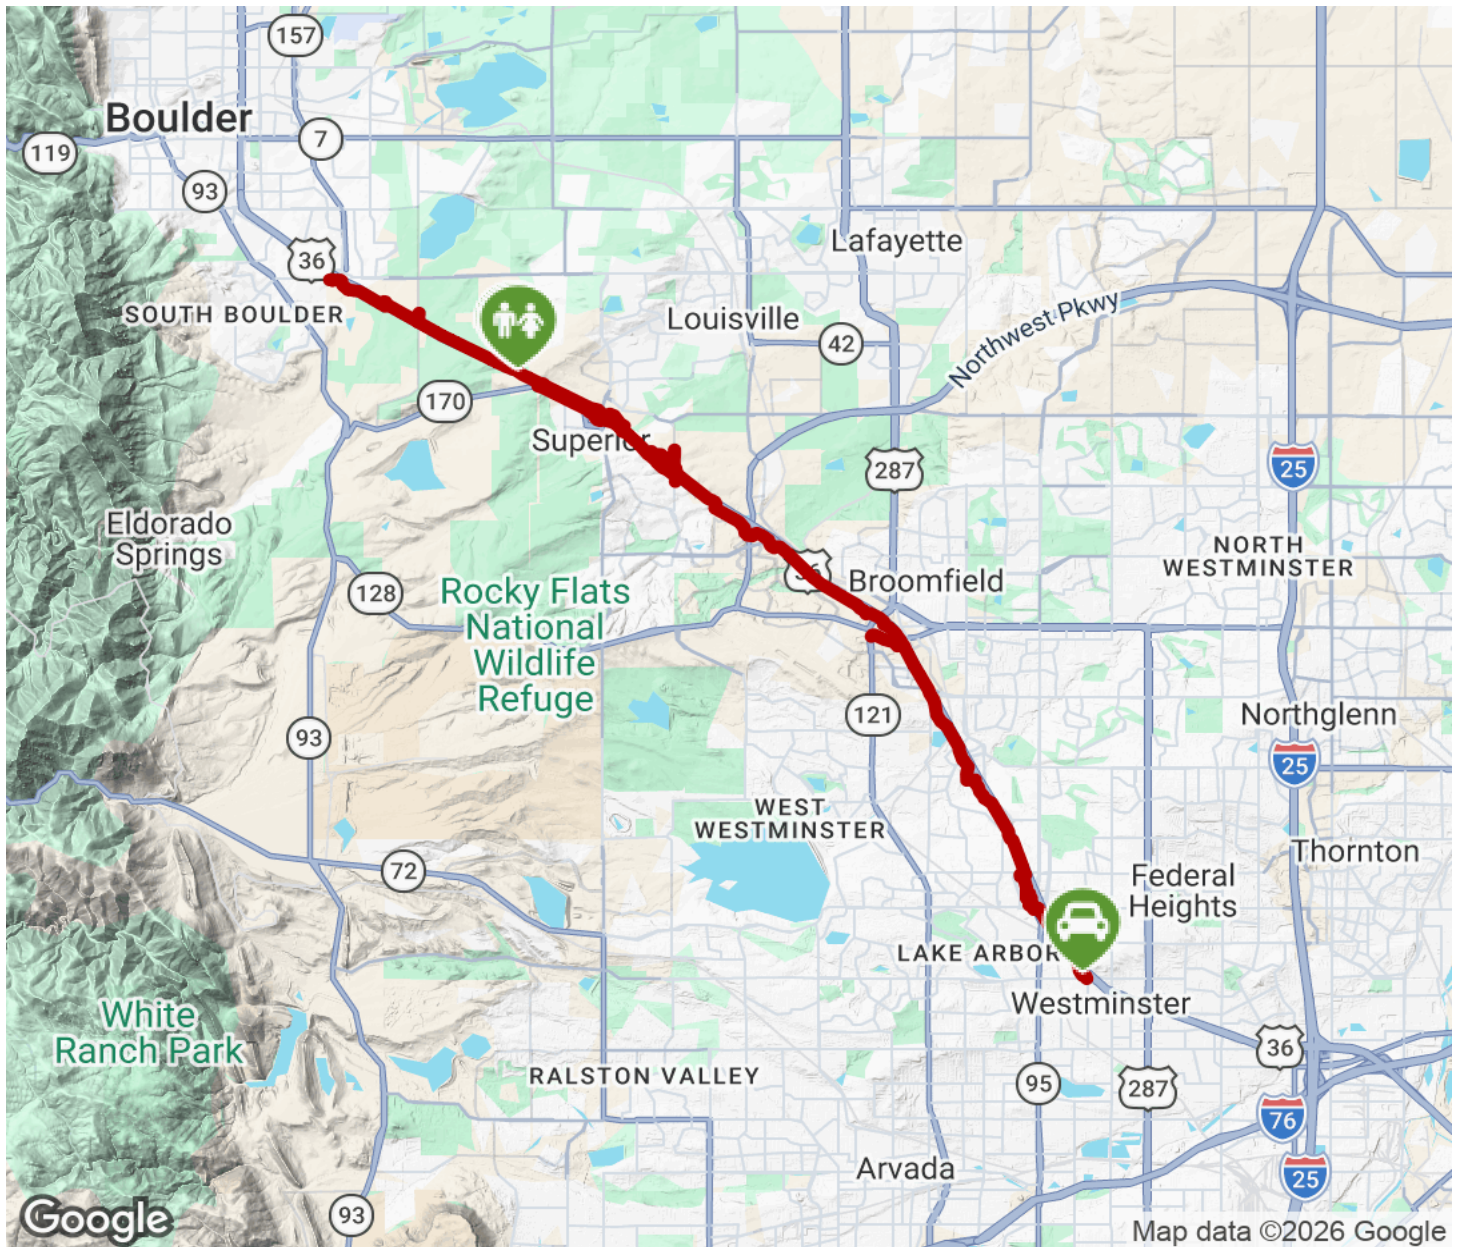 157
Boulder
7
119
93
36
Lafayette
SOUTH BOULDER
Louisville
42
Northwest Pkwy
170
Superior
287
25
Eldorado
Springs
NORTH
WESTMINSTER
128
36
Broomfield
Rocky Flats
National
Wildlife
Refuge
121
Northglenn
93
25
WEST
WESTMINSTER
Thornton
72
Federal
Heights
LAKE ARBOR
Westminster
White
Ranch Park
36
RALSTON VALLEY
95
287
76
Arvada
25
93
Google
Map data ©2026 Google